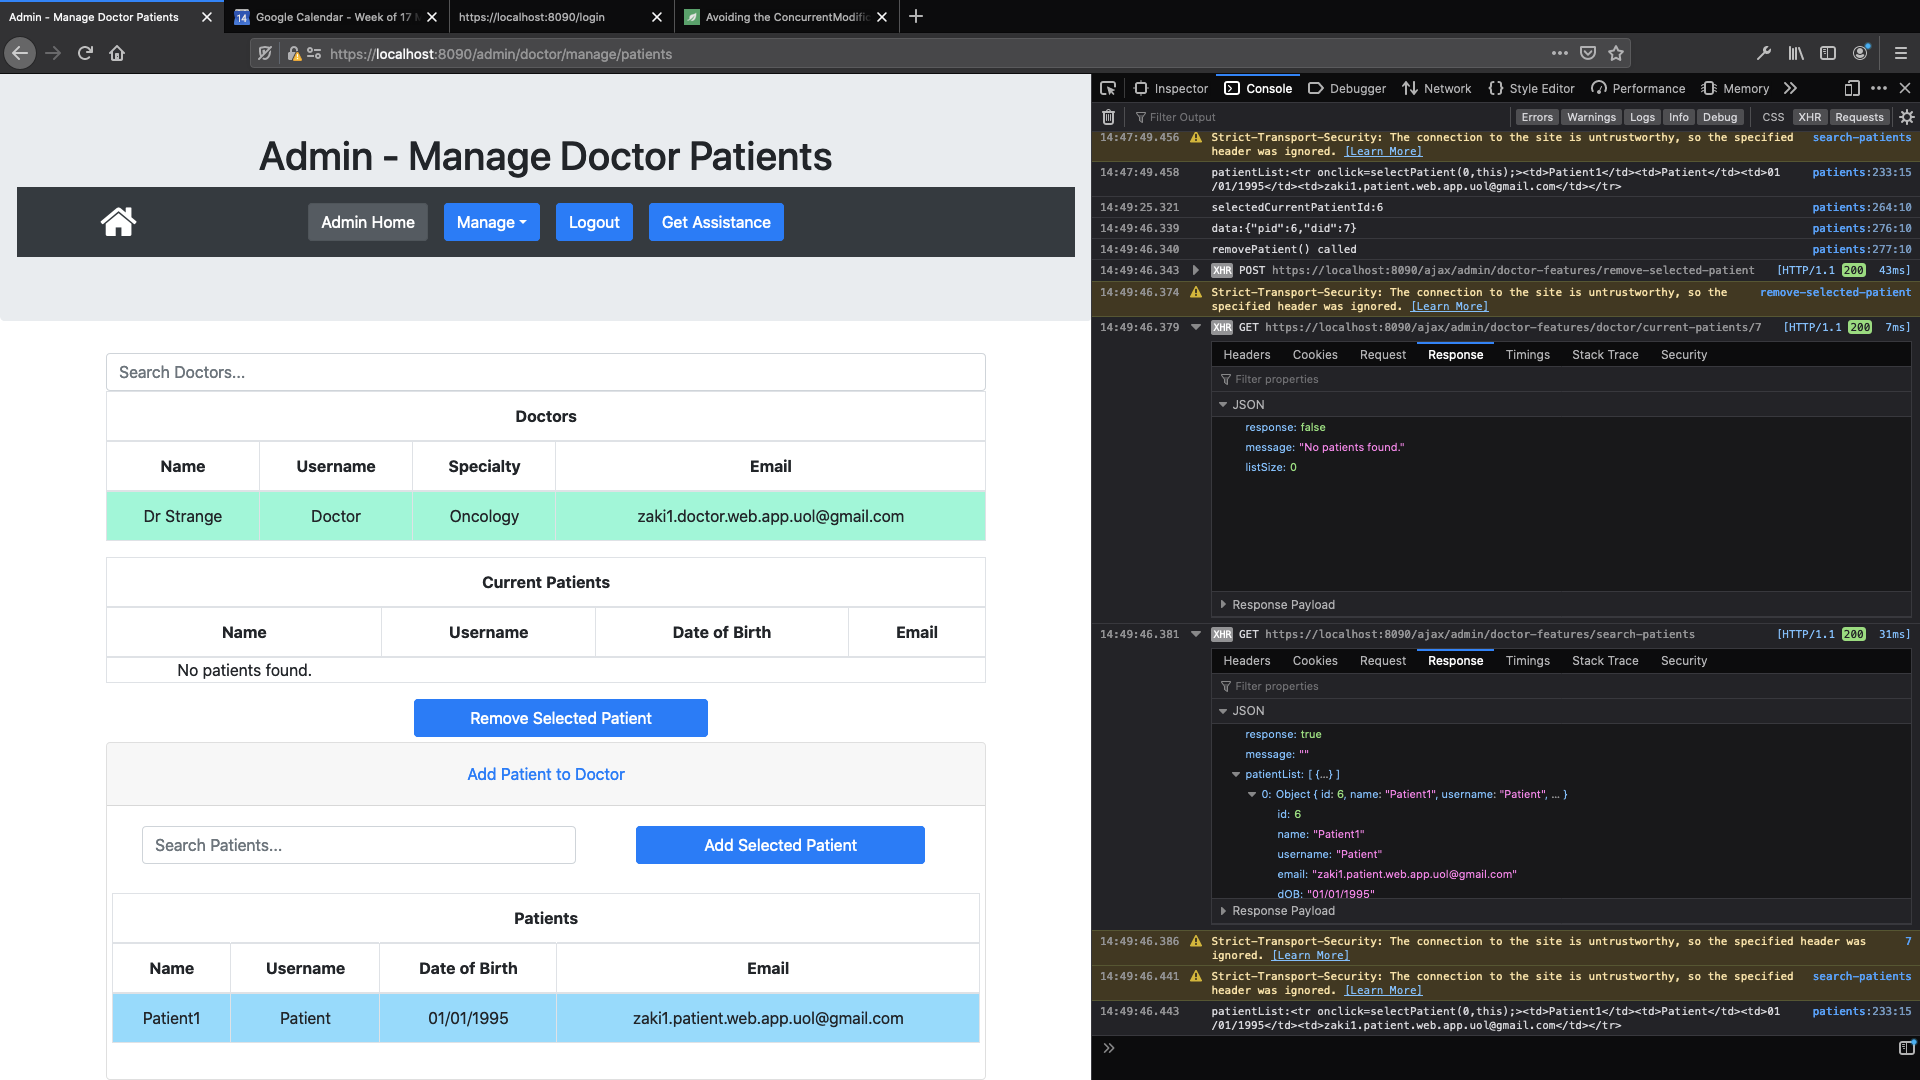 Admin - Manage Doctor Patients
Google Calendar - Week of 17 M
https://localhost:8090/login
Avoiding the ConcurrentModific
https://localhost:8090/admin/doctor/manage/patients
Admin - Manage Doctor Patients
Admin Home
Manage
Logout
Get Assistance
Search Doctors...
Doctors
Name Username Specialty Email
Dr Strange Doctor Oncology zaki1.doctor.web.app.uol@gmail.com
Current Patients
Name Username Date of Birth Email
No patients found.
Remove Selected Patient
Add Patient to Doctor
Search Patients...
Add Selected Patient
Patients
Name Username Date of Birth Email
Patient1 Patient 01/01/1995 zaki1.patient.web.app.uol@gmail.com
Inspector Console Debugger Network Style Editor Performance Memory
Filter Output Errors Warnings Logs Info Debug CSS XHR Requests
14:47:49.456 Strict-Transport-Security: The connection to the site is untrustworthy, so the specified search-patients
header was ignored. [Learn More]
14:47:49.458 patientList:<tr onclick=selectPatient(0,this);><td>Patient1</td><td>Patient</td><td>01 patients:233:15
/01/1995</td><td>zaki1.patient.web.app.uol@gmail.com</td></tr>
14:49:25.321 selectedCurrentPatientId:6 patients:264:10
14:49:46.339 data:{"pid":6,"did":7} patients:276:10
14:49:46.340 removePatient() called patients:277:10
14:49:46.343 XHR POST https://localhost:8090/ajax/admin/doctor-features/remove-selected-patient [HTTP/1.1 200 43ms]
14:49:46.374 Strict-Transport-Security: The connection to the site is untrustworthy, so the remove-selected-patient
specified header was ignored. [Learn More]
14:49:46.379 XHR GET https://localhost:8090/ajax/admin/doctor-features/doctor/current-patients/7 [HTTP/1.1 200 7ms]
Headers Cookies Request Response Timings Stack Trace Security
Filter properties
JSON
response: false
message: "No patients found."
listSize: 0
Response Payload
14:49:46.381 XHR GET https://localhost:8090/ajax/admin/doctor-features/search-patients [HTTP/1.1 200 31ms]
Headers Cookies Request Response Timings Stack Trace Security
Filter properties
JSON
response: true
message: ""
patientList: [ {…} ]
0: Object { id: 6, name: "Patient1", username: "Patient", … }
id: 6
name: "Patient1"
username: "Patient"
email: "zaki1.patient.web.app.uol@gmail.com"
dOB: "01/01/1995"
Response Payload
14:49:46.386 Strict-Transport-Security: The connection to the site is untrustworthy, so the specified header was 7
ignored. [Learn More]
14:49:46.441 Strict-Transport-Security: The connection to the site is untrustworthy, so the specified search-patients
header was ignored. [Learn More]
14:49:46.443 patientList:<tr onclick=selectPatient(0,this);><td>Patient1</td><td>Patient</td><td>01 patients:233:15
/01/1995</td><td>zaki1.patient.web.app.uol@gmail.com</td></tr>